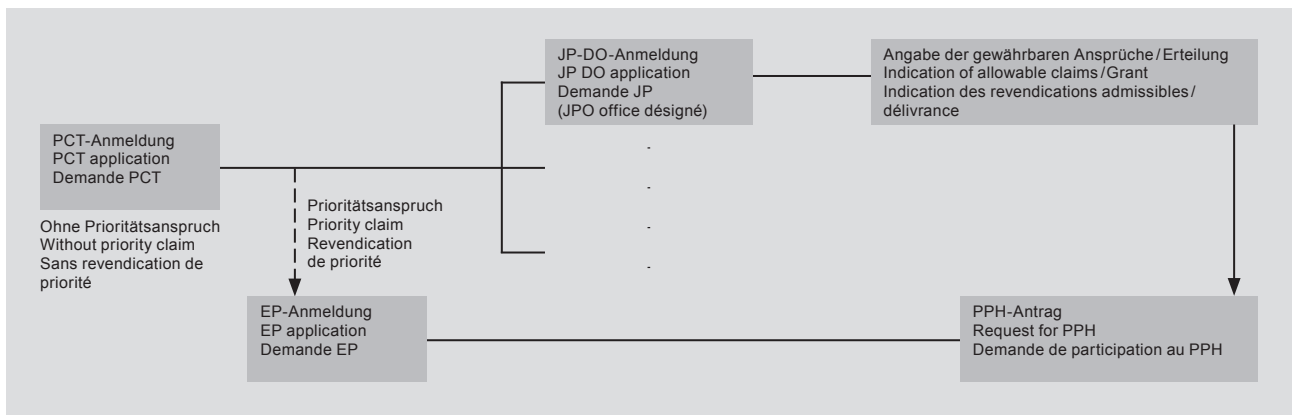 JP-DO-Anmeldung
JP DO application
Demande JP
(JPO office désigné)
Angabe der gewährbaren Ansprüche/Erteilung
Indication of allowable claims/Grant
Indication des revendications admissibles/
délivrance
PCT-Anmeldung
PCT application
Demande PCT
Ohne Prioritätsanspruch
Without priority claim
Sans revendication de
priorité
Prioritätsanspruch
Priority claim
Revendication
de priorité
EP-Anmeldung
EP application
Demande EP
PPH-Antrag
Request for PPH
Demande de participation au PPH